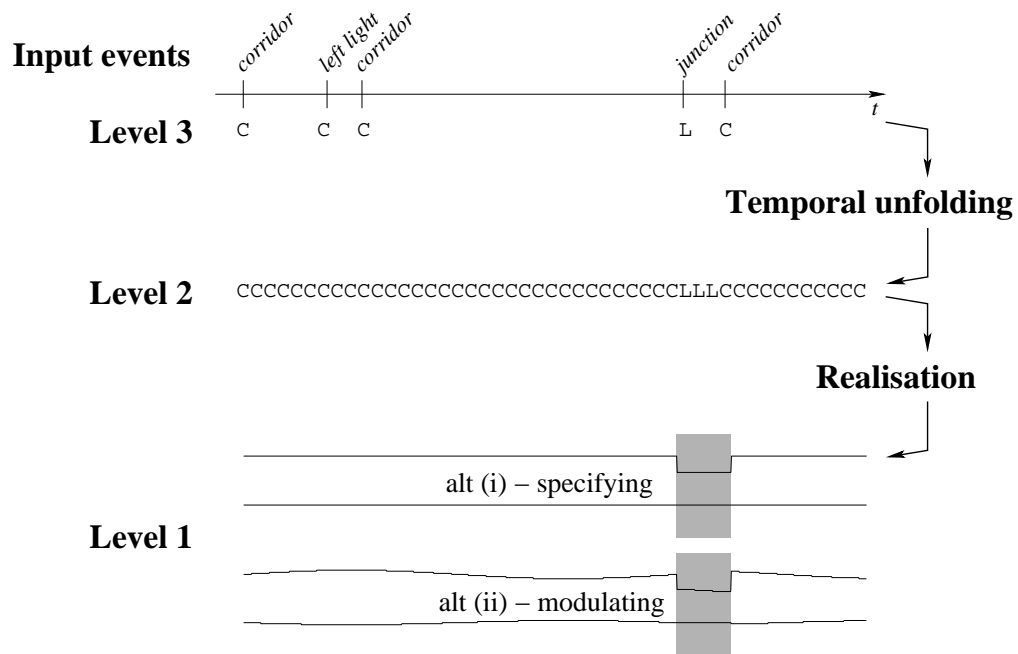 corridor
left light
corridor
junction
corridor
Input events
t
Level 3
C C C L C
Temporal unfolding
Level 2
CCCCCCCCCCCCCCCCCCCCCCCCCCCCCCCCCLLLCCCCCCCCCCC
Realisation
alt (i) – specifying
Level 1
alt (ii) – modulating